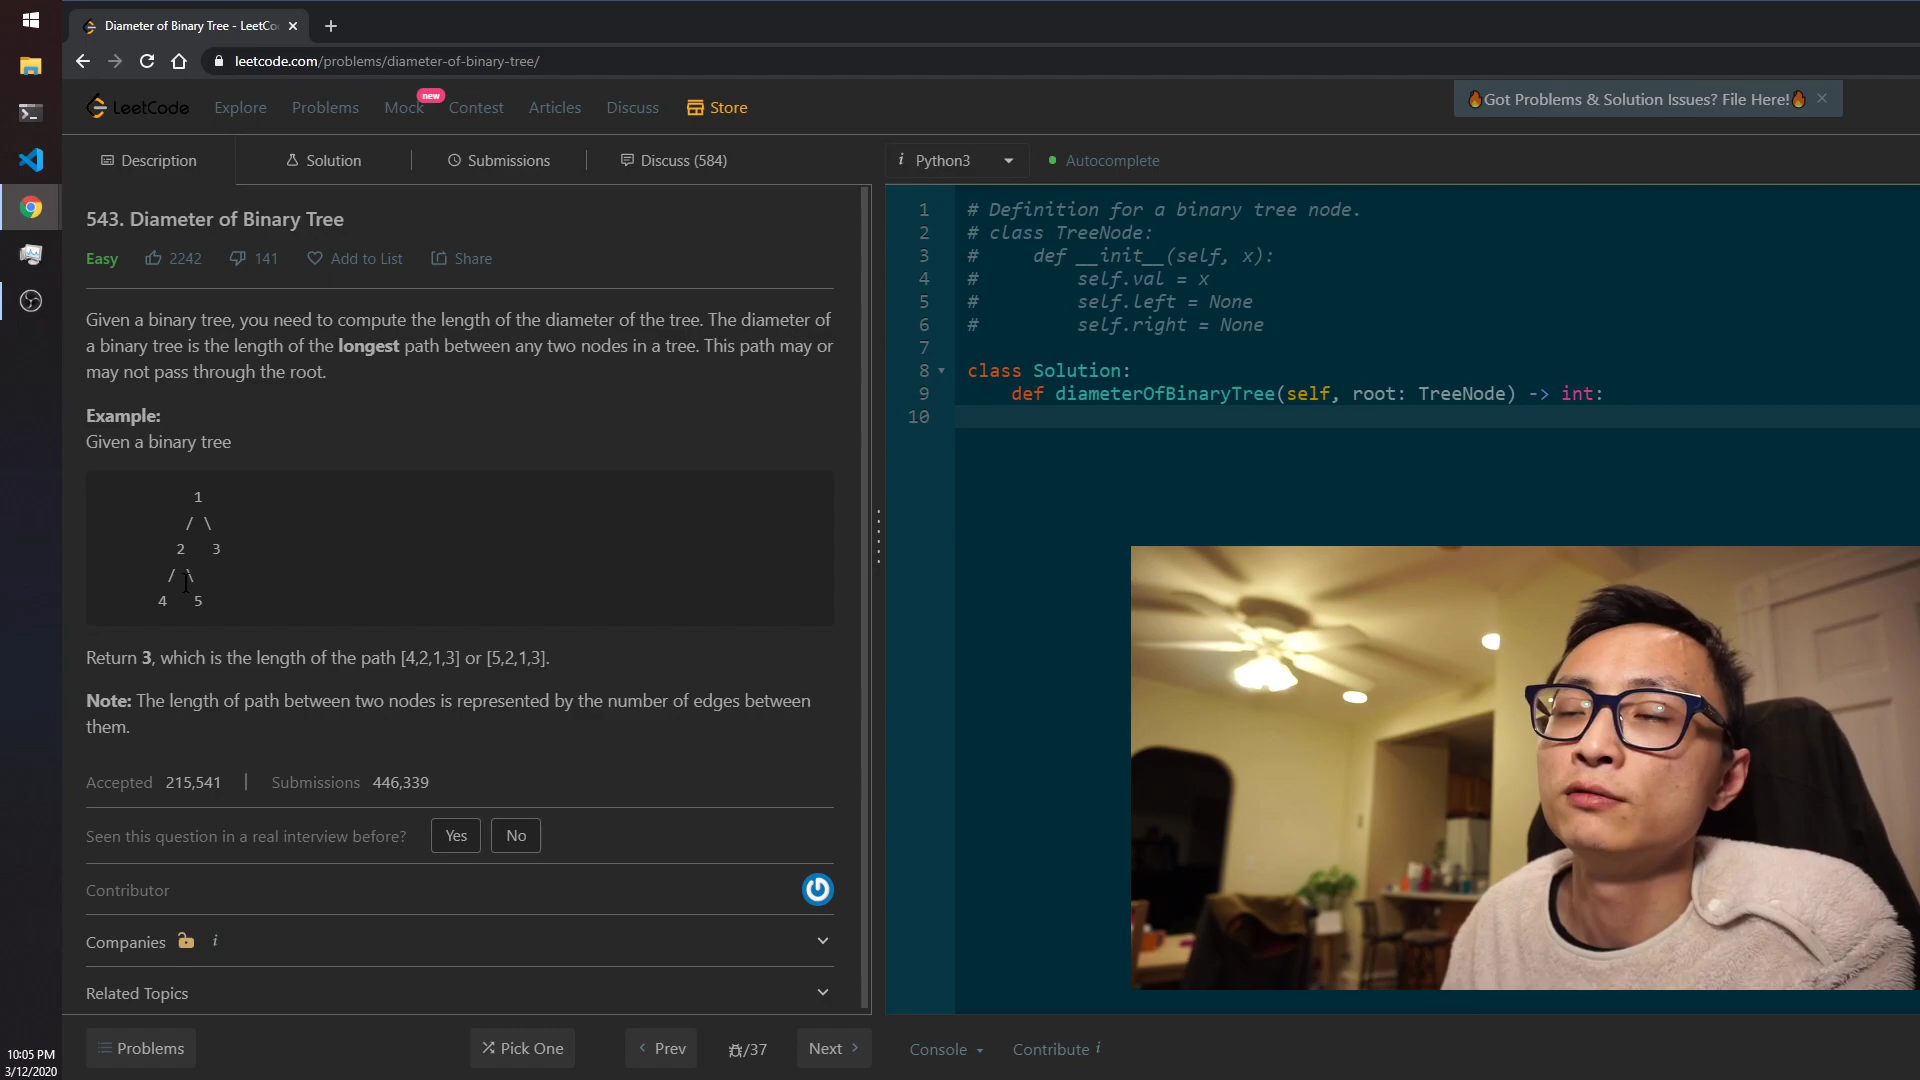 Diameter of Binary Tree - LeetCo
leetcode.com/problems/diameter-of-binary-tree/
LeetCode
Explore
Problems
Mock
new
Contest
Articles
Discuss
Store
🔥Got Problems & Solution Issues? File Here!🔥
Description
Solution
Submissions
Discuss (584)
i Python3
Autocomplete
543. Diameter of Binary Tree
Easy
2242
141
Add to List
Share
Given a binary tree, you need to compute the length of the diameter of the tree. The diameter of
a binary tree is the length of the longest path between any two nodes in a tree. This path may or
may not pass through the root.
Example:
Given a binary tree
1
/ \
2 3
/ \
4 5
Return 3, which is the length of the path [4,2,1,3] or [5,2,1,3].
Note: The length of path between two nodes is represented by the number of edges between
them.
Accepted 215,541 | Submissions 446,339
Seen this question in a real interview before?
Yes
No
Contributor
Companies i
Related Topics
Problems
Pick One
Prev
/37
Next
1 # Definition for a binary tree node.
2 # class TreeNode:
3 #     def __init__(self, x):
4 #         self.val = x
5 #         self.left = None
6 #         self.right = None
7
8 class Solution:
9     def diameterOfBinaryTree(self, root: TreeNode) -> int:
10
Console
Contribute i
10:05 PM
3/12/2020